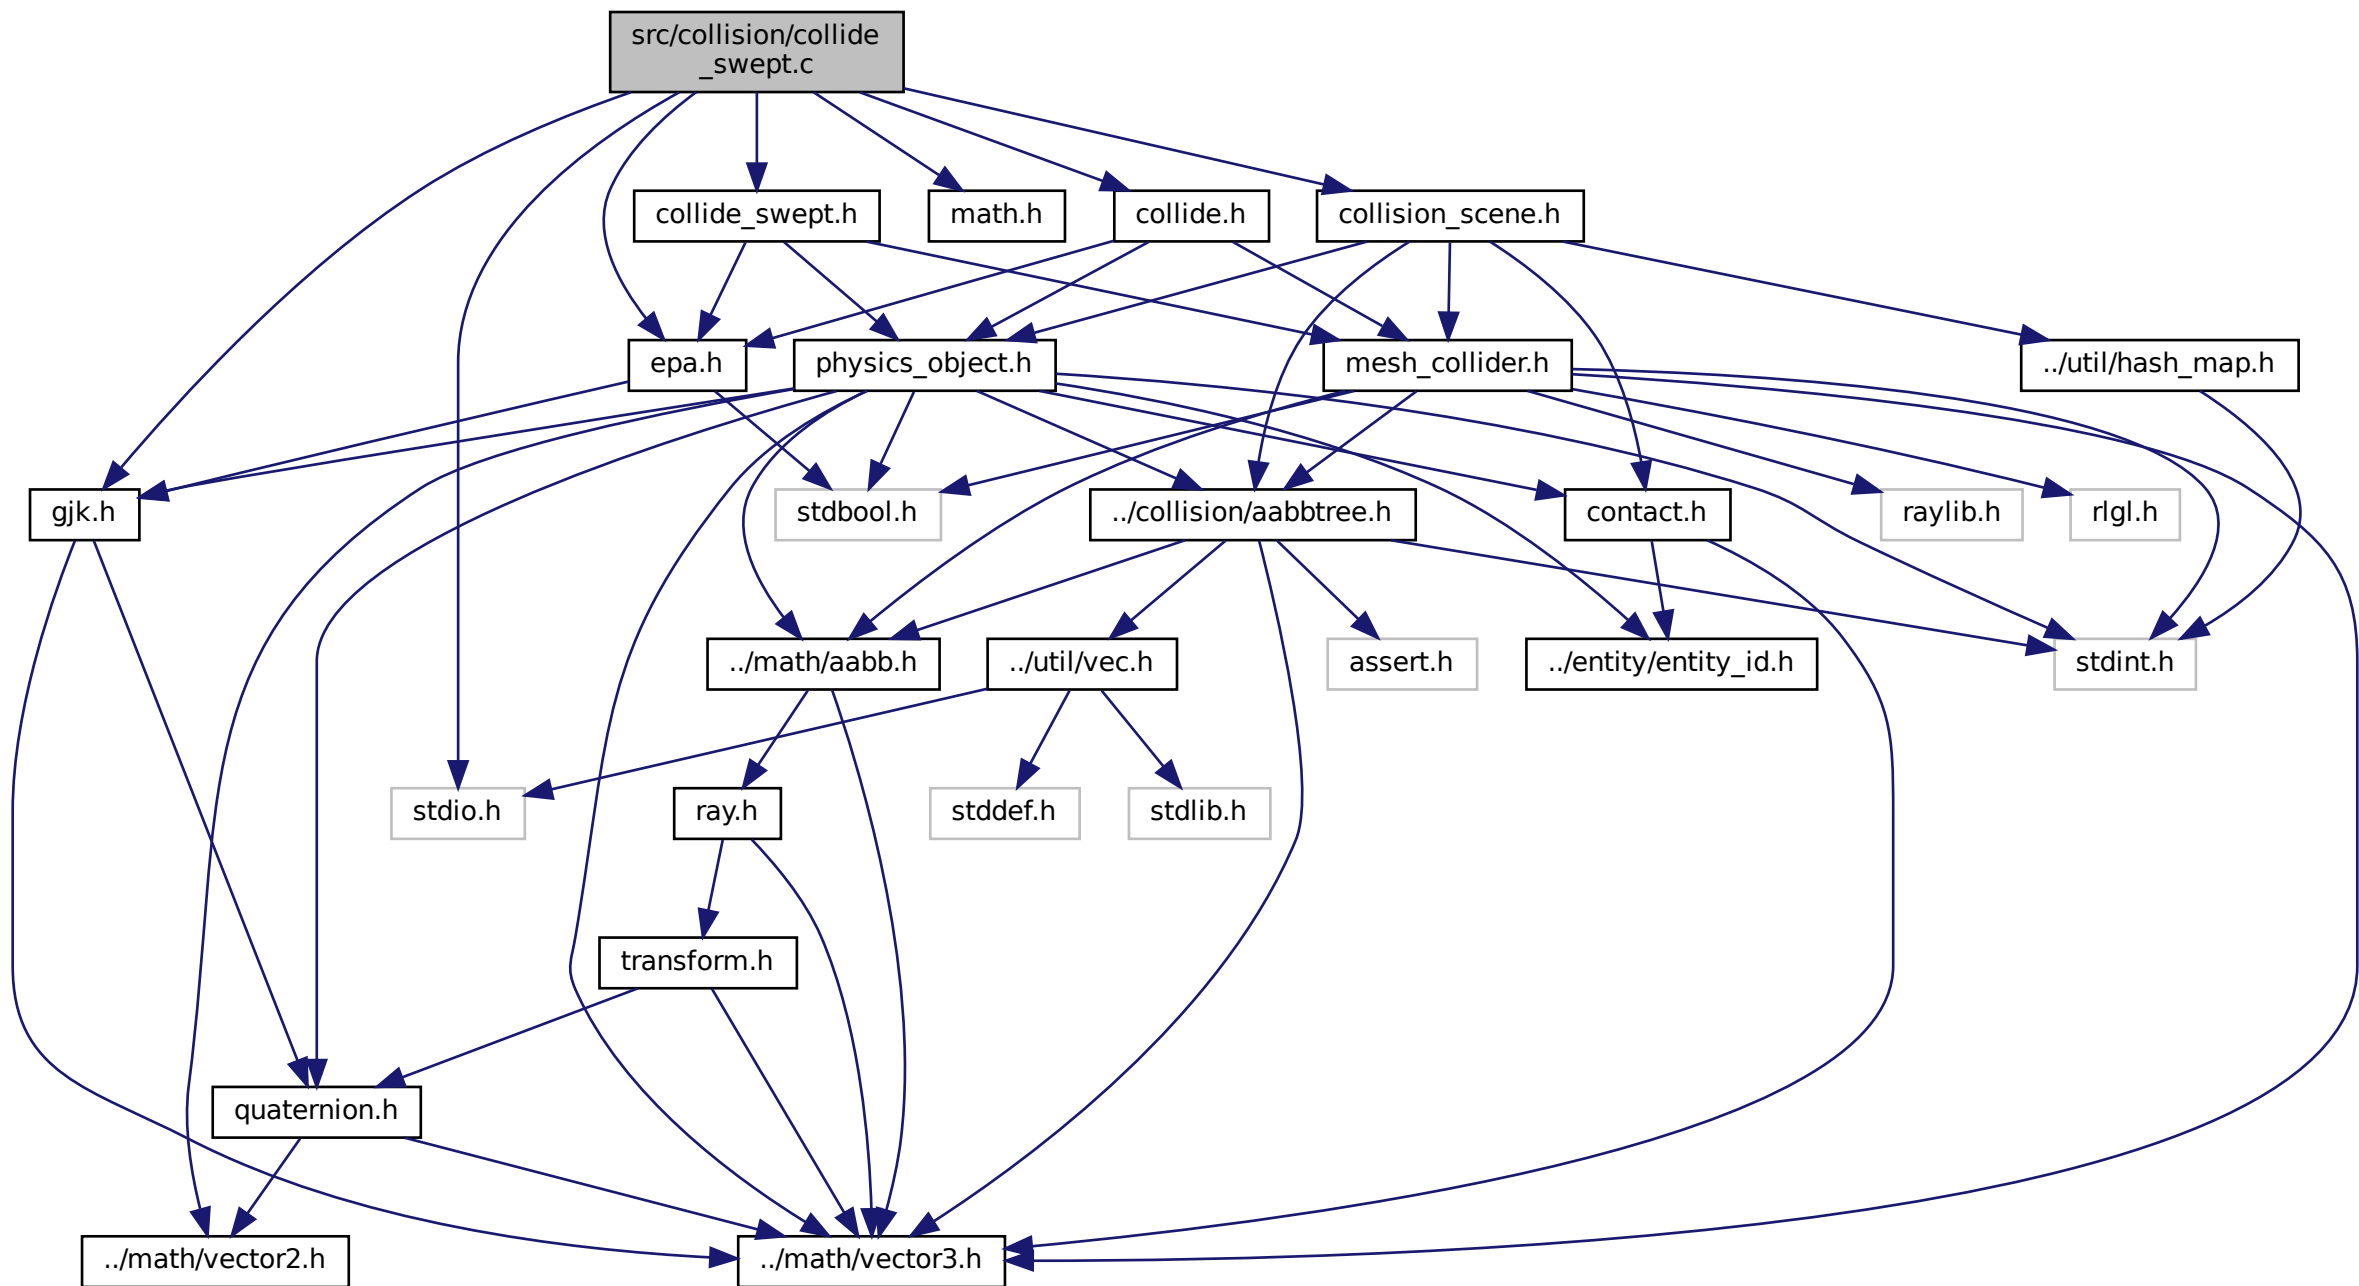 src/collision/collide
_swept.c
collide_swept.h
math.h
collide.h
collision_scene.h
epa.h
physics_object.h
mesh_collider.h
../util/hash_map.h
gjk.h
stdbool.h
../collision/aabbtree.h
contact.h
raylib.h
rlgl.h
../math/aabb.h
../util/vec.h
assert.h
../entity/entity_id.h
stdint.h
stdio.h
ray.h
stddef.h
stdlib.h
transform.h
quaternion.h
../math/vector2.h
../math/vector3.h